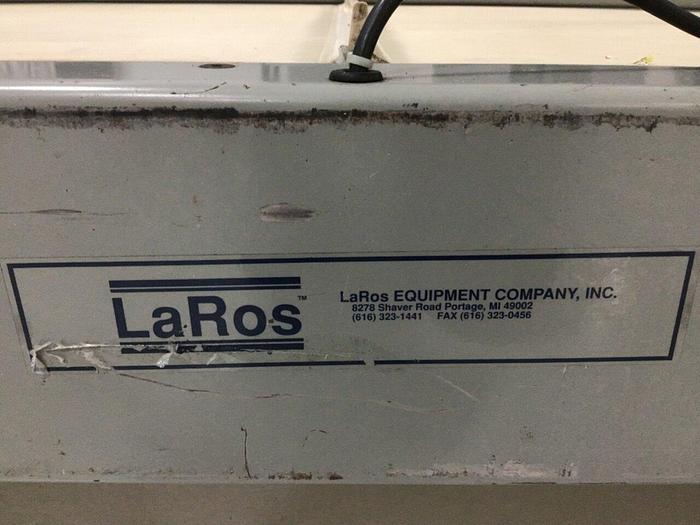 LaRos™
LaRos EQUIPMENT COMPANY, INC.
8278 Shaver Road Portage, MI 49002
(616) 323-1441 FAX (616) 323-0456